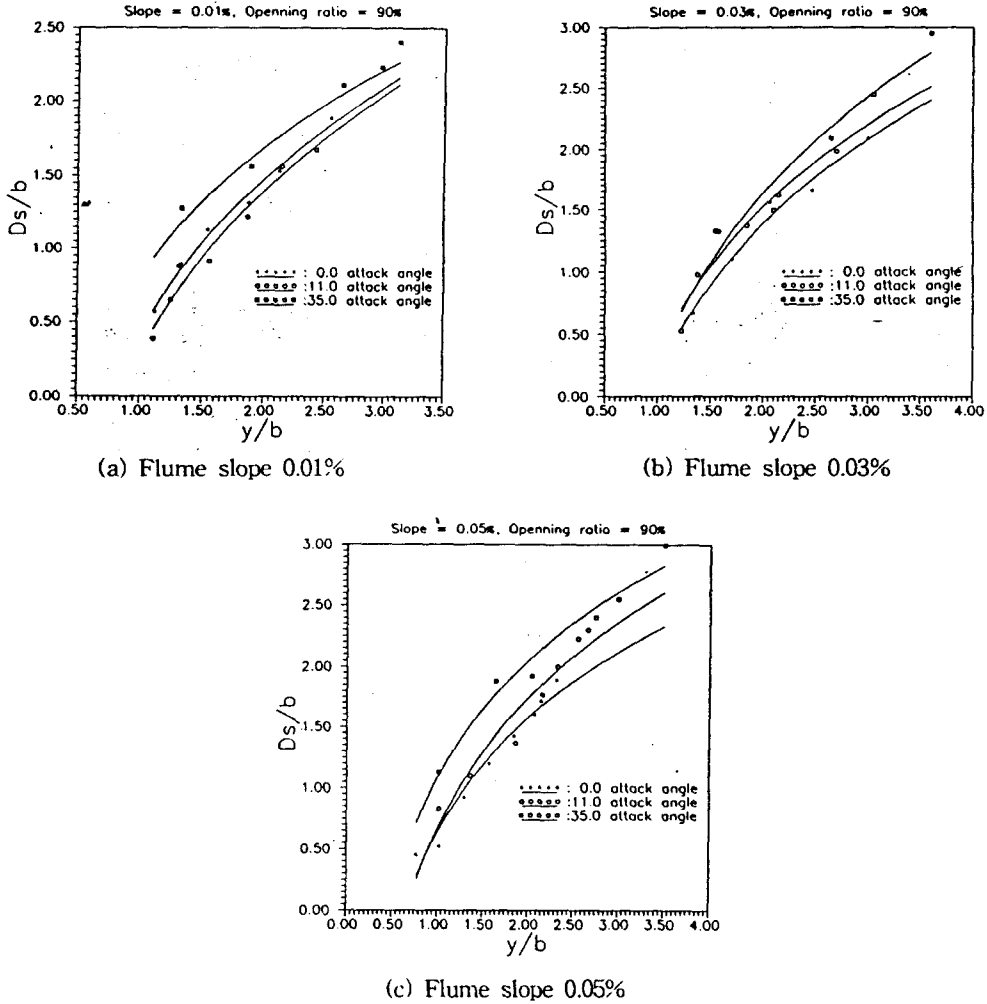 Slope = 0.01%, Openning ratio = 90%
2.50
2.00
1.50
1.00
0.50
0.00
Ds/b
: 0.0 attack angle
:11.0 attack angle
:35.0 attack angle
0.50 1.00 1.50 2.00 2.50 3.00 3.50
y/b
(a) Flume slope 0.01%
Slope = 0.03%, Openning ratio = 90%
3.00
2.50
2.00
1.50
1.00
0.50
0.00
Ds/b
: 0.0 attack angle
:11.0 attack angle
:35.0 attack angle
0.50 1.00 1.50 2.00 2.50 3.00 3.50 4.00
y/b
(b) Flume slope 0.03%
Slope = 0.05%, Openning ratio = 90%
3.00
2.50
2.00
1.50
1.00
0.50
0.00
Ds/b
: 0.0 attack angle
:11.0 attack angle
:35.0 attack angle
0.00 1.00 1.00 2.00 2.00 3.00 3.00 4.00 4.00
y/b
(c) Flume slope 0.05%